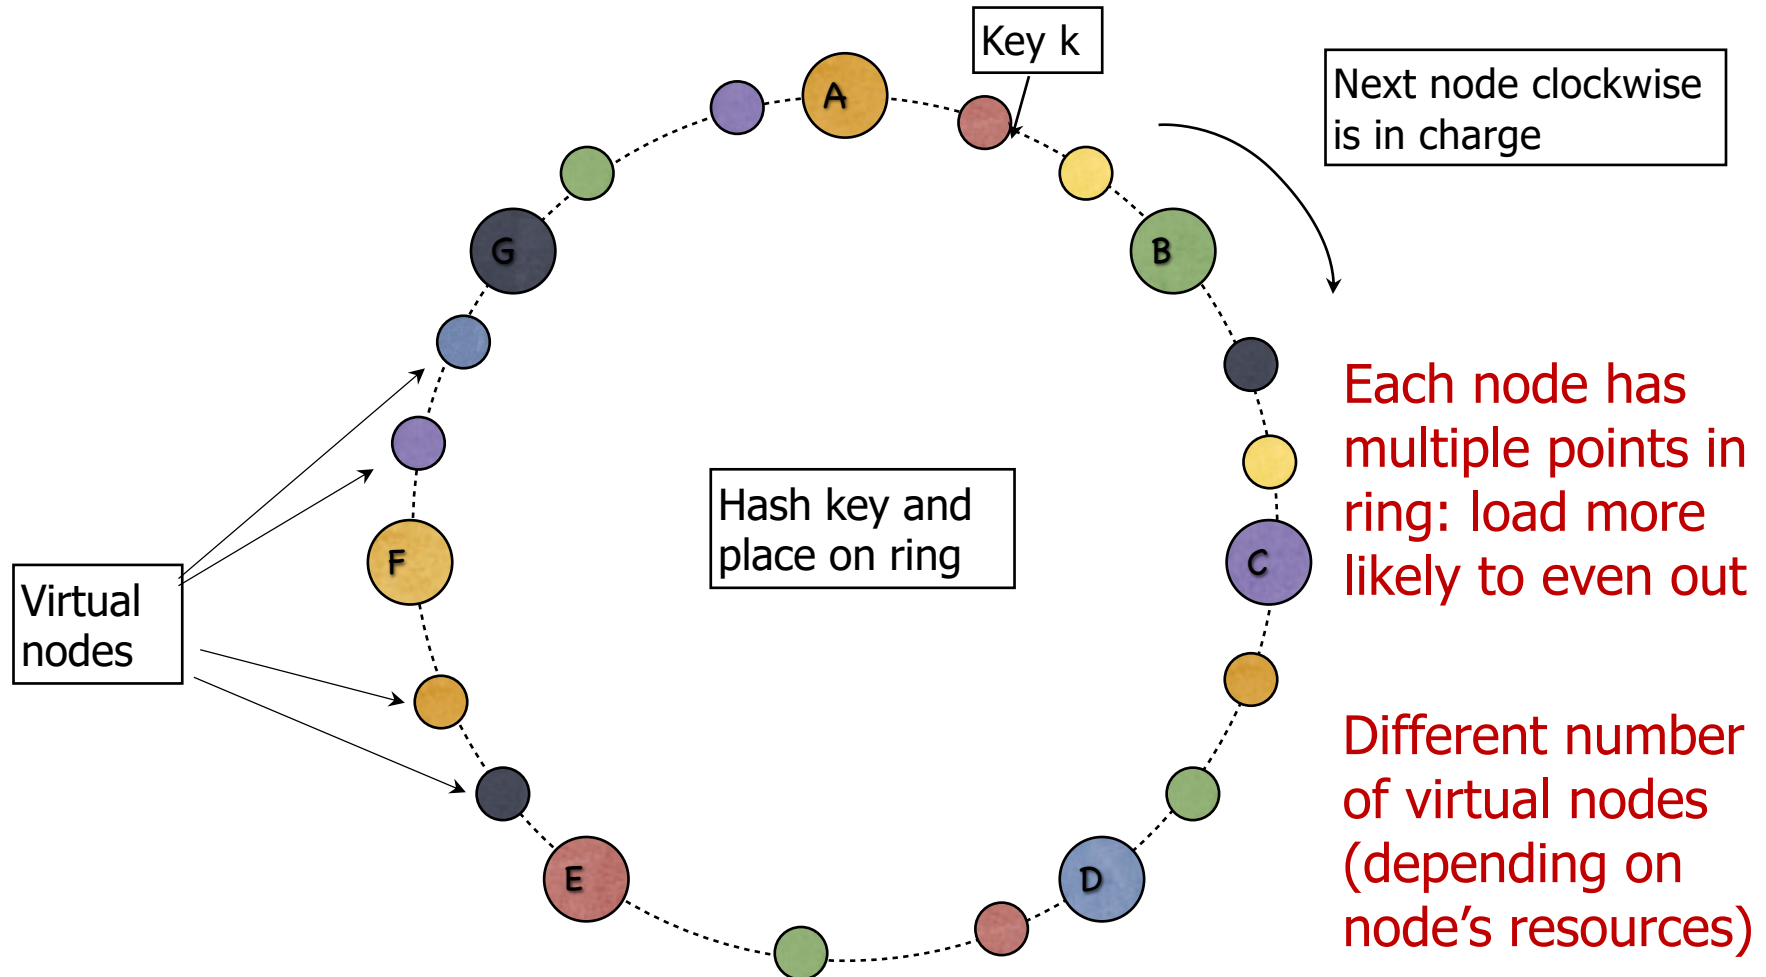 Key k
Next node clockwise
is in charge
A
B
G
Each node has
multiple points in
ring: load more
likely to even out
Hash key and
place on ring
C
F
Virtual
nodes
Different number
of virtual nodes
(depending on
node’s resources)
E
D